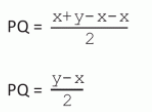 PQ = x+y-x-x / 2
PQ = y-x / 2